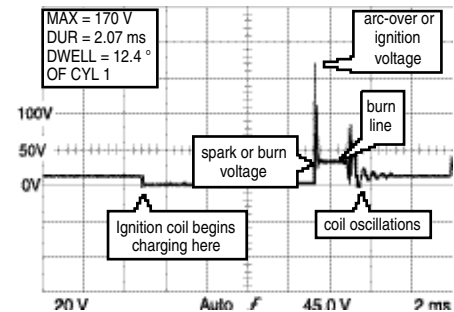 MAX = 170 V
DUR = 2.07 ms
DWELL = 12.4 °
OF CYL 1
arc-over or
ignition
voltage
100V
burn
line
50V
spark or burn
voltage
0V
Ignition coil begins
charging here
coil oscillations
20 V Auto 45.0 V 2 ms